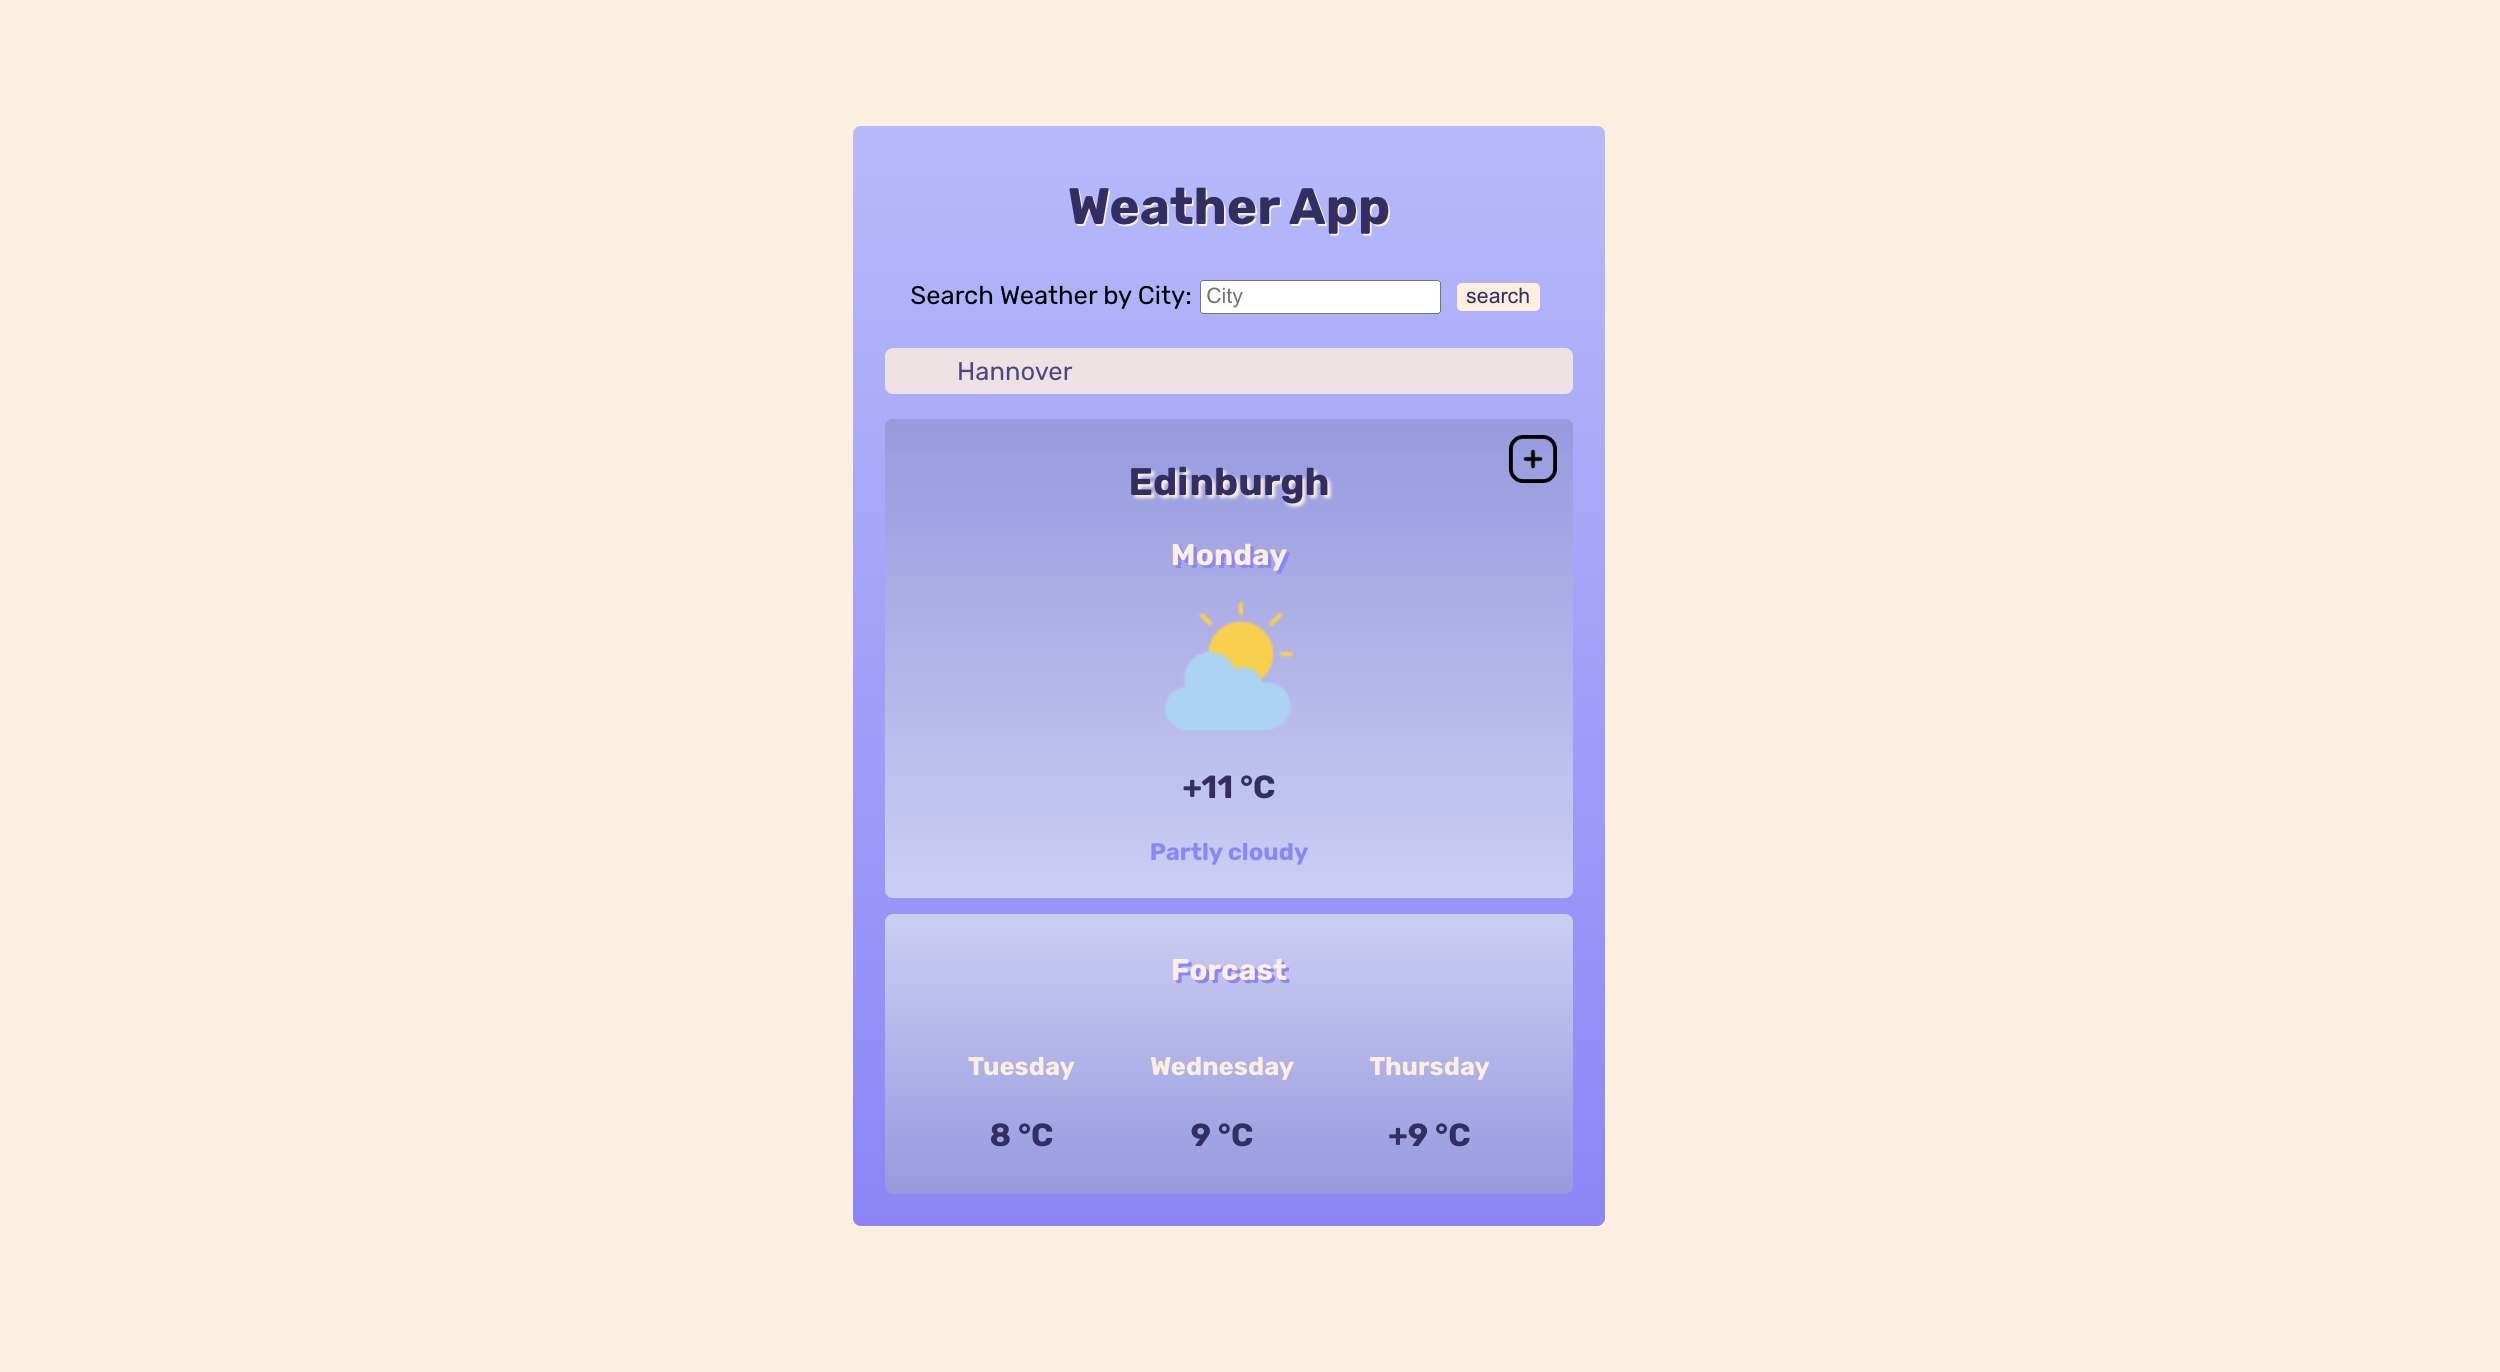 Weather App
Search Weather by City: City search
Hannover
+
Edinburgh
Monday
+11 °C
Partly cloudy
Forcast
Tuesday Wednesday Thursday
8 °C 9 °C +9 °C